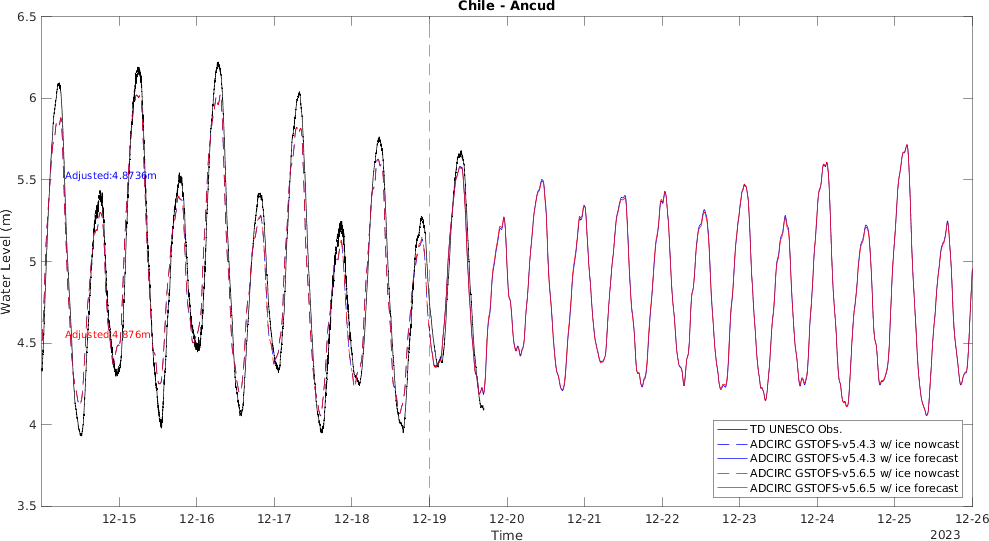 Chile - Ancud
6.5
6
5.5
5
4.5
4
3.5
Water Level (m)
Adjusted:4.8736m
Adjusted:4.876m
TD UNESCO Obs.
ADCIRC GSTOFS-v5.4.3 w/ ice nowcast
ADCIRC GSTOFS-v5.4.3 w/ ice forecast
ADCIRC GSTOFS-v5.6.5 w/ ice nowcast
ADCIRC GSTOFS-v5.6.5 w/ ice forecast
12-15 12-16 12-17 12-18 12-19 12-20 12-21 12-22 12-23 12-24 12-25 12-26
Time
2023